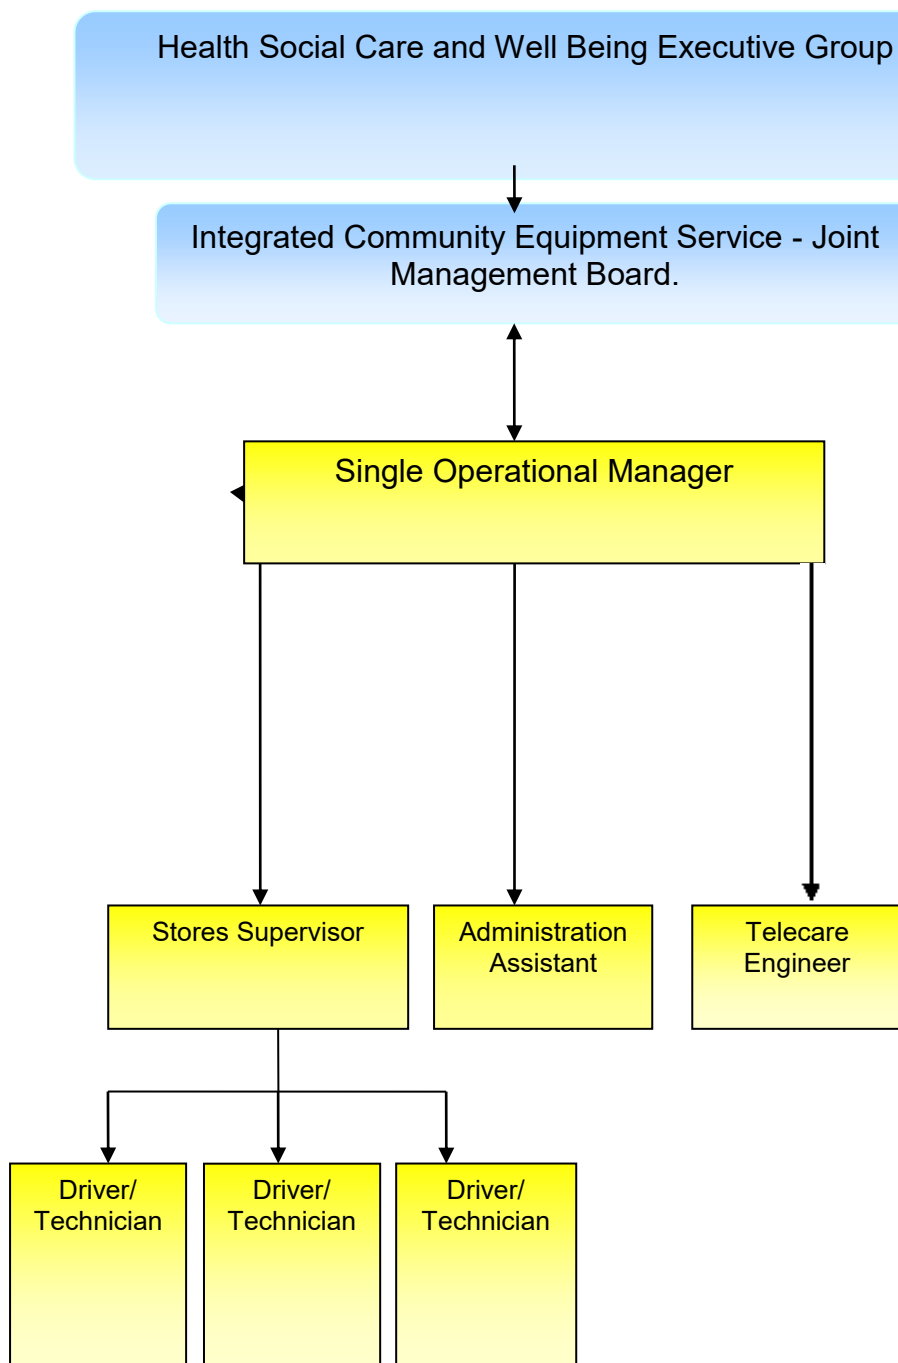 Health Social Care and Well Being Executive Group
Integrated Community Equipment Service - Joint
Management Board.
Single Operational Manager
Stores Supervisor
Administration
Assistant
Telecare
Engineer
Driver/
Technician
Driver/
Technician
Driver/
Technician